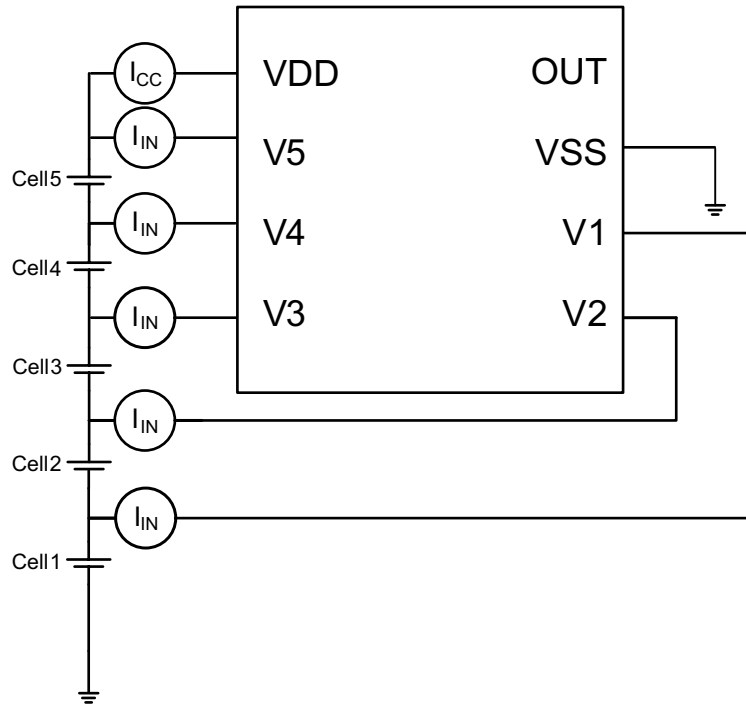 I_CC VDD OUT
I_IN V5 VSS
Cell5
I_IN V4 V1
Cell4
I_IN V3 V2
Cell3
I_IN
Cell2
I_IN
Cell1